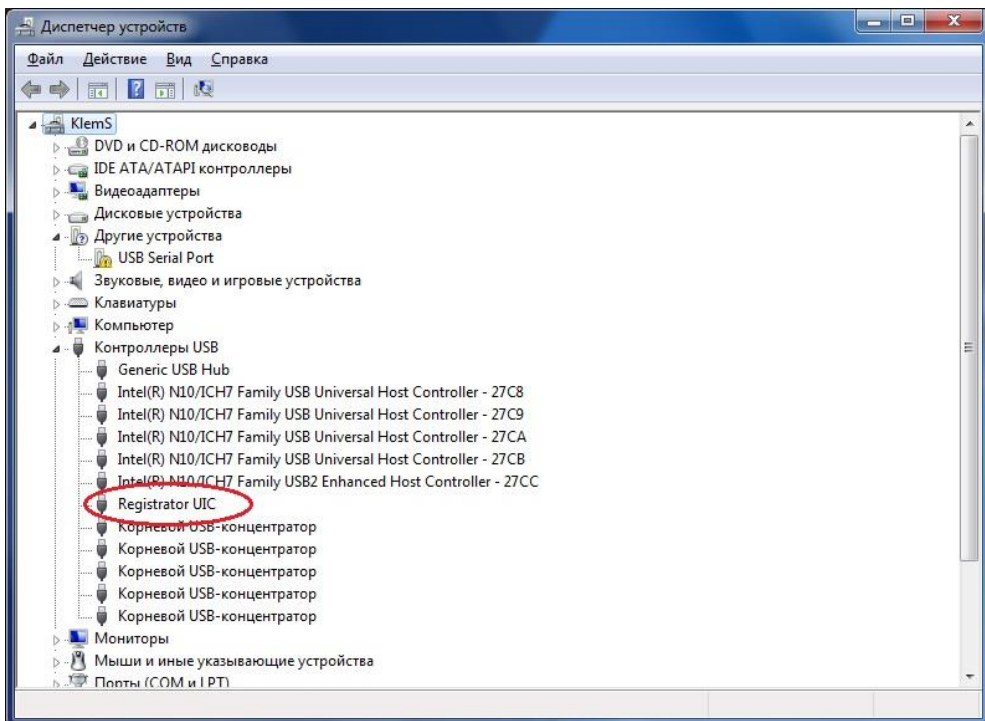 Диспетчер устройств
Файл Действие Вид Справка
KlemS
DVD и CD-ROM дисководы
IDE ATA/ATAPI контроллеры
Видеоадаптеры
Дисковые устройства
Другие устройства
USB Serial Port
Звуковые, видео и игровые устройства
Клавиатуры
Компьютер
Контроллеры USB
Generic USB Hub
Intel(R) N10/ICH7 Family USB Universal Host Controller - 27C8
Intel(R) N10/ICH7 Family USB Universal Host Controller - 27C9
Intel(R) N10/ICH7 Family USB Universal Host Controller - 27CA
Intel(R) N10/ICH7 Family USB Universal Host Controller - 27CB
Intel(R) N10/ICH7 Family USB2 Enhanced Host Controller - 27CC
Registrator UIC
Корневой USB-концентратор
Корневой USB-концентратор
Корневой USB-концентратор
Корневой USB-концентратор
Корневой USB-концентратор
Мониторы
Мыши и иные указывающие устройства
Порты (COM и LPT)